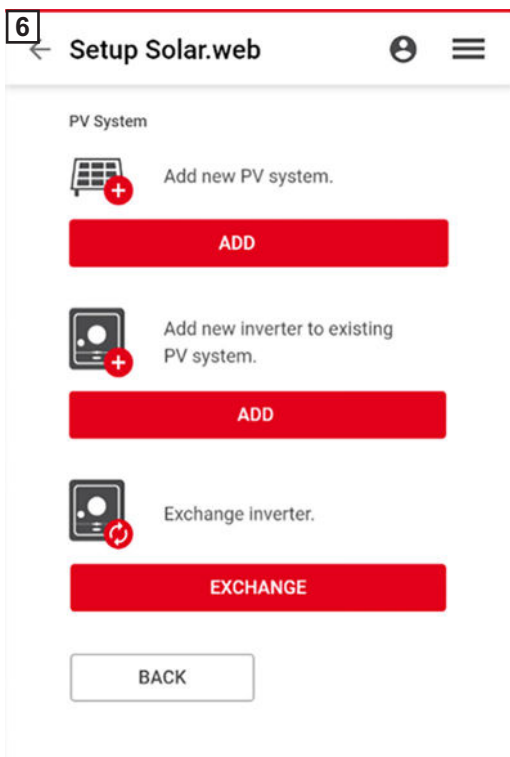 6
Setup Solar.web
PV System
Add new PV system.
ADD
Add new inverter to existing
PV system.
ADD
Exchange inverter.
EXCHANGE
BACK